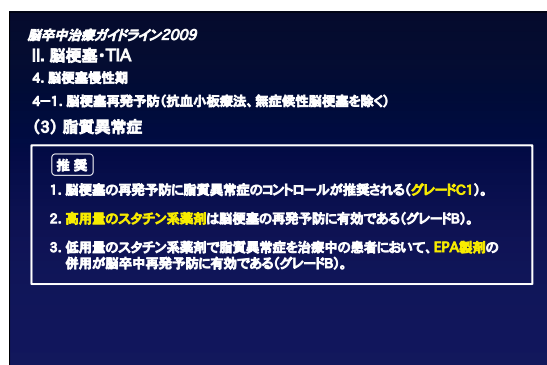 脳卒中治療ガイドライン2009
II. 脳梗塞・TIA
4. 脳梗塞慢性期
4−1. 脳梗塞再発予防(抗血小板療法、無症候性脳梗塞を除く)
(3) 脂質異常症
推 奨
1. 脳梗塞の再発予防に脂質異常症のコントロールが推奨される(グレードC1)。
2. 高用量のスタチン系薬剤は脳梗塞の再発予防に有効である(グレードB)。
3. 低用量のスタチン系薬剤で脂質異常症を治療中の患者において、EPA製剤の
併用が脳卒中再発予防に有効である(グレードB)。